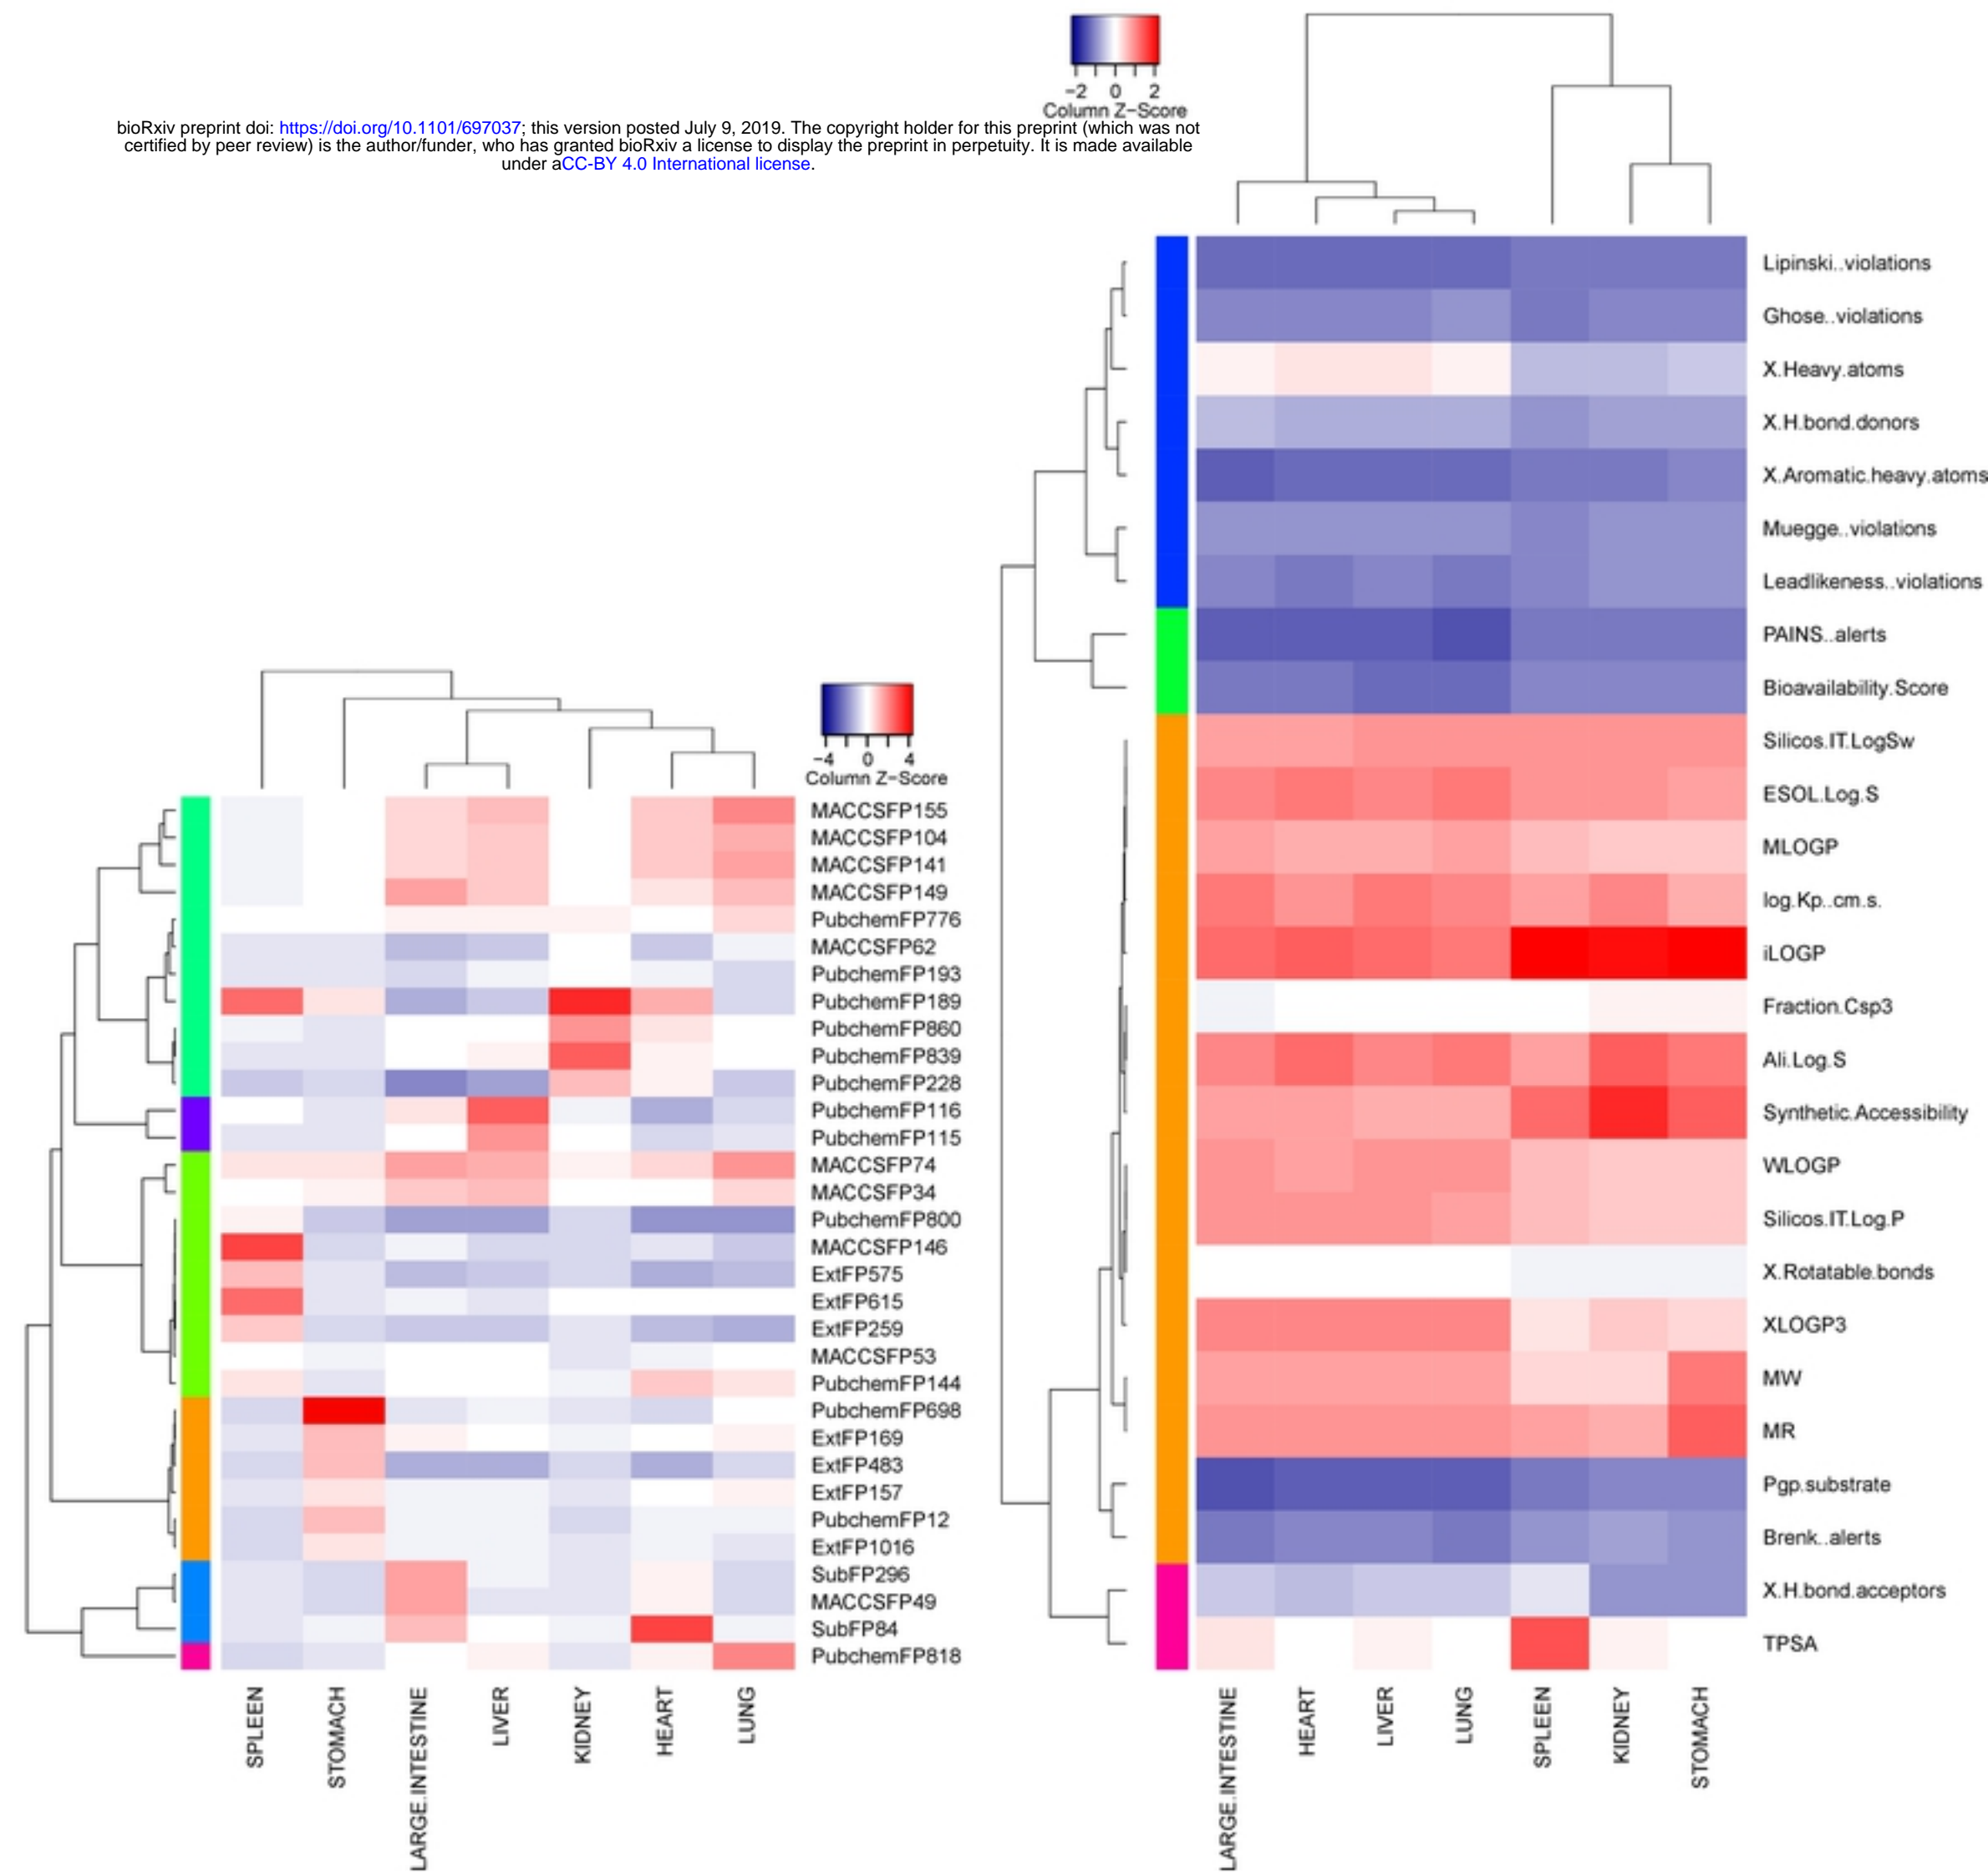 −2 0 2
Column Z−Score
bioRxiv preprint doi: https://doi.org/10.1101/697037; this version posted July 9, 2019. The copyright holder for this preprint (which was not
certified by peer review) is the author/funder, who has granted bioRxiv a license to display the preprint in perpetuity. It is made available
under aCC-BY 4.0 International license.
−4 0 4
Column Z−Score
MACCSFP155
MACCSFP104
MACCSFP141
MACCSFP149
PubchemFP776
MACCSFP62
PubchemFP193
PubchemFP189
PubchemFP860
PubchemFP839
PubchemFP228
PubchemFP116
PubchemFP115
MACCSFP74
MACCSFP34
PubchemFP800
MACCSFP146
ExtFP575
ExtFP615
ExtFP259
MACCSFP53
PubchemFP144
PubchemFP698
ExtFP169
ExtFP483
ExtFP157
PubchemFP12
ExtFP1016
SubFP296
MACCSFP49
SubFP84
PubchemFP818
SPLEEN
STOMACH
LARGE.INTESTINE
LIVER
KIDNEY
HEART
LUNG
Lipinski..violations
Ghose..violations
X.Heavy.atoms
X.H.bond.donors
X.Aromatic.heavy.atoms
Muegge..violations
Leadlikeness..violations
PAINS..alerts
Bioavailability.Score
Silicos.IT.LogSw
ESOL.Log.S
MLOGP
log.Kp..cm.s.
iLOGP
Fraction.Csp3
Ali.Log.S
Synthetic.Accessibility
WLOGP
Silicos.IT.Log.P
X.Rotatable.bonds
XLOGP3
MW
MR
Pgp.substrate
Brenk..alerts
X.H.bond.acceptors
TPSA
LARGE.INTESTINE
HEART
LIVER
LUNG
SPLEEN
KIDNEY
STOMACH